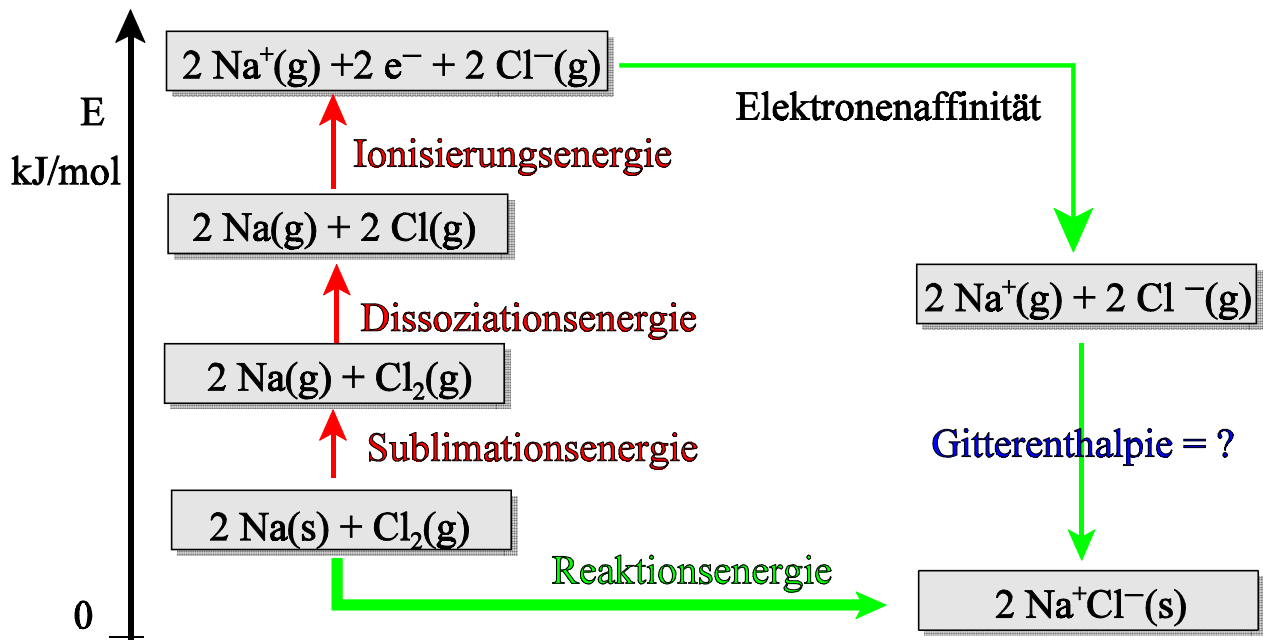 2 Na⁺(g) +2 e⁻ + 2 Cl⁻(g)
E
kJ/mol
Elektronenaffinität
Ionisierungsenergie
2 Na(g) + 2 Cl(g)
2 Na⁺(g) + 2 Cl ⁻(g)
Dissoziationsenergie
2 Na(g) + Cl₂(g)
Sublimationsenergie
Gitterenthalpie = ?
2 Na(s) + Cl₂(g)
Reaktionsenergie
0
2 Na⁺Cl⁻(s)